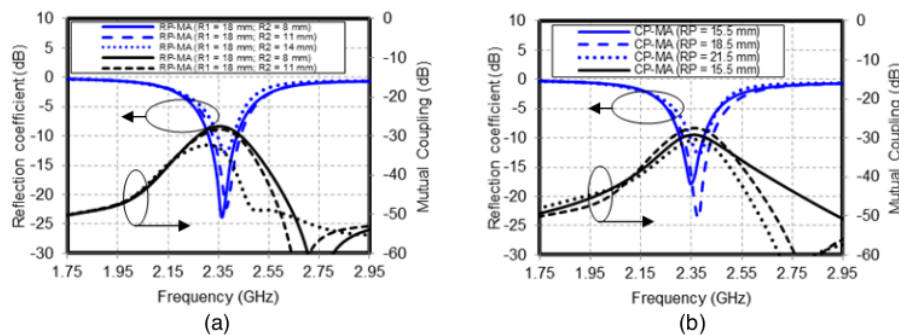 RP-MA (R1 = 18 mm; R2 = 8 mm)
RP-MA (R1 = 18 mm; R2 = 11 mm)
RP-MA (R1 = 18 mm; R2 = 14 mm)
RP-MA (R1 = 18 mm; R2 = 8 mm)
RP-MA (R1 = 18 mm; R2 = 11 mm)
Reflection coefficient (dB)
10
5
0
-5
-10
-15
-20
-25
-30
0
-10
-20
-30
-40
-50
-60
Mutual Coupling (dB)
1.75 1.95 2.15 2.35 2.55 2.75 2.95
Frequency (GHz)
(a)
CP-MA (RP = 15.5 mm)
CP-MA (RP = 18.5 mm)
CP-MA (RP = 21.5 mm)
CP-MA (RP = 15.5 mm)
Reflection coefficient (dB)
10
5
0
-5
-10
-15
-20
-25
-30
0
-10
-20
-30
-40
-50
-60
Mutual Coupling (dB)
1.75 1.95 2.15 2.35 2.55 2.75 2.95
Frequency (GHz)
(b)